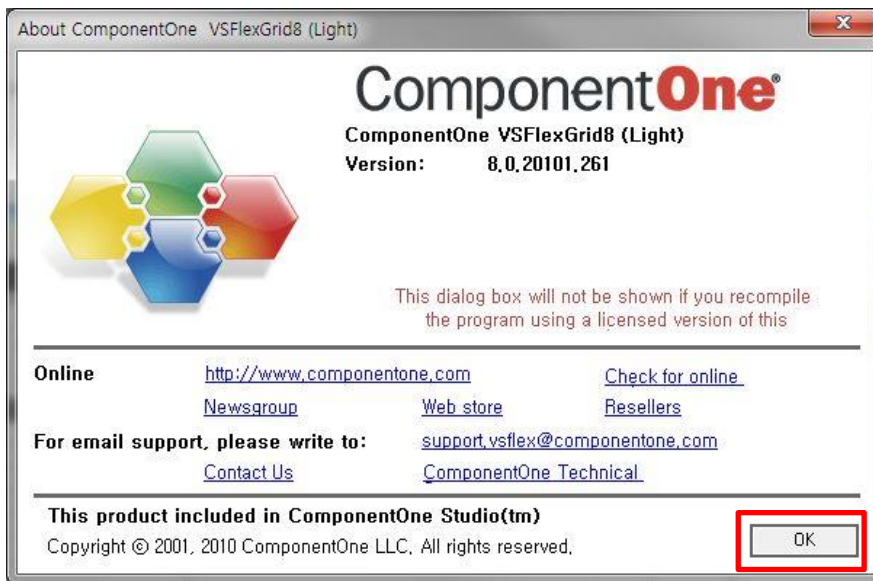 About ComponentOne VSFlexGrid8 (Light)
ComponentOne®
ComponentOne VSFlexGrid8 (Light)
Version: 8.0.20101.261
This dialog box will not be shown if you recompile
the program using a licensed version of this
Online http://www.componentone.com Check for online
Newsgroup Web store Resellers
For email support, please write to: support.vsflex@componentone.com
Contact Us ComponentOne Technical
This product included in ComponentOne Studio(tm)
Copyright © 2001, 2010 ComponentOne LLC. All rights reserved.
OK